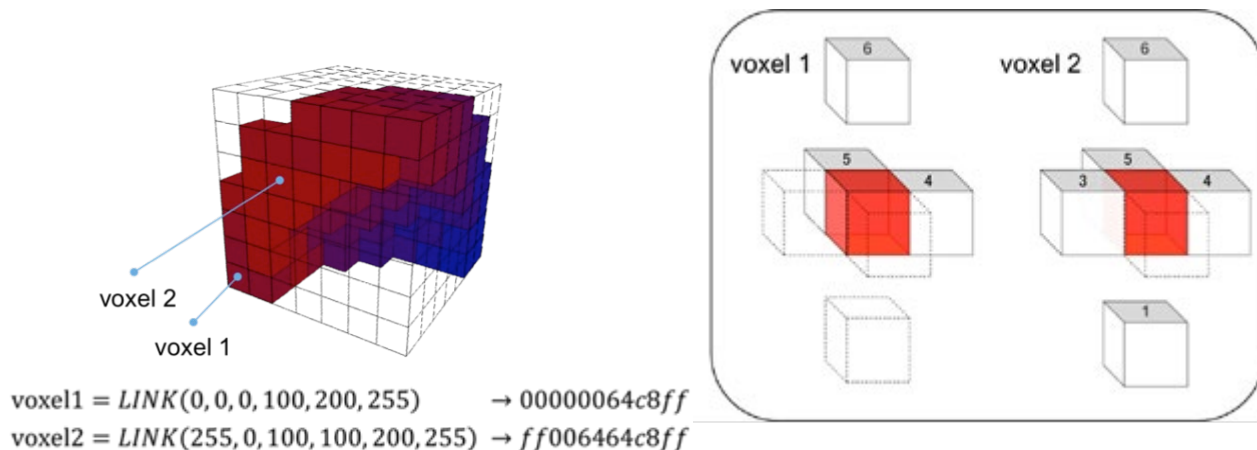 voxel 2
voxel 1
voxel1 = LINK(0, 0, 0, 100, 200, 255) → 00000064c8ff
voxel2 = LINK(255, 0, 100, 100, 200, 255) → ff006464c8ff
voxel 1
6
5
4
voxel 2
6
5
3
4
1